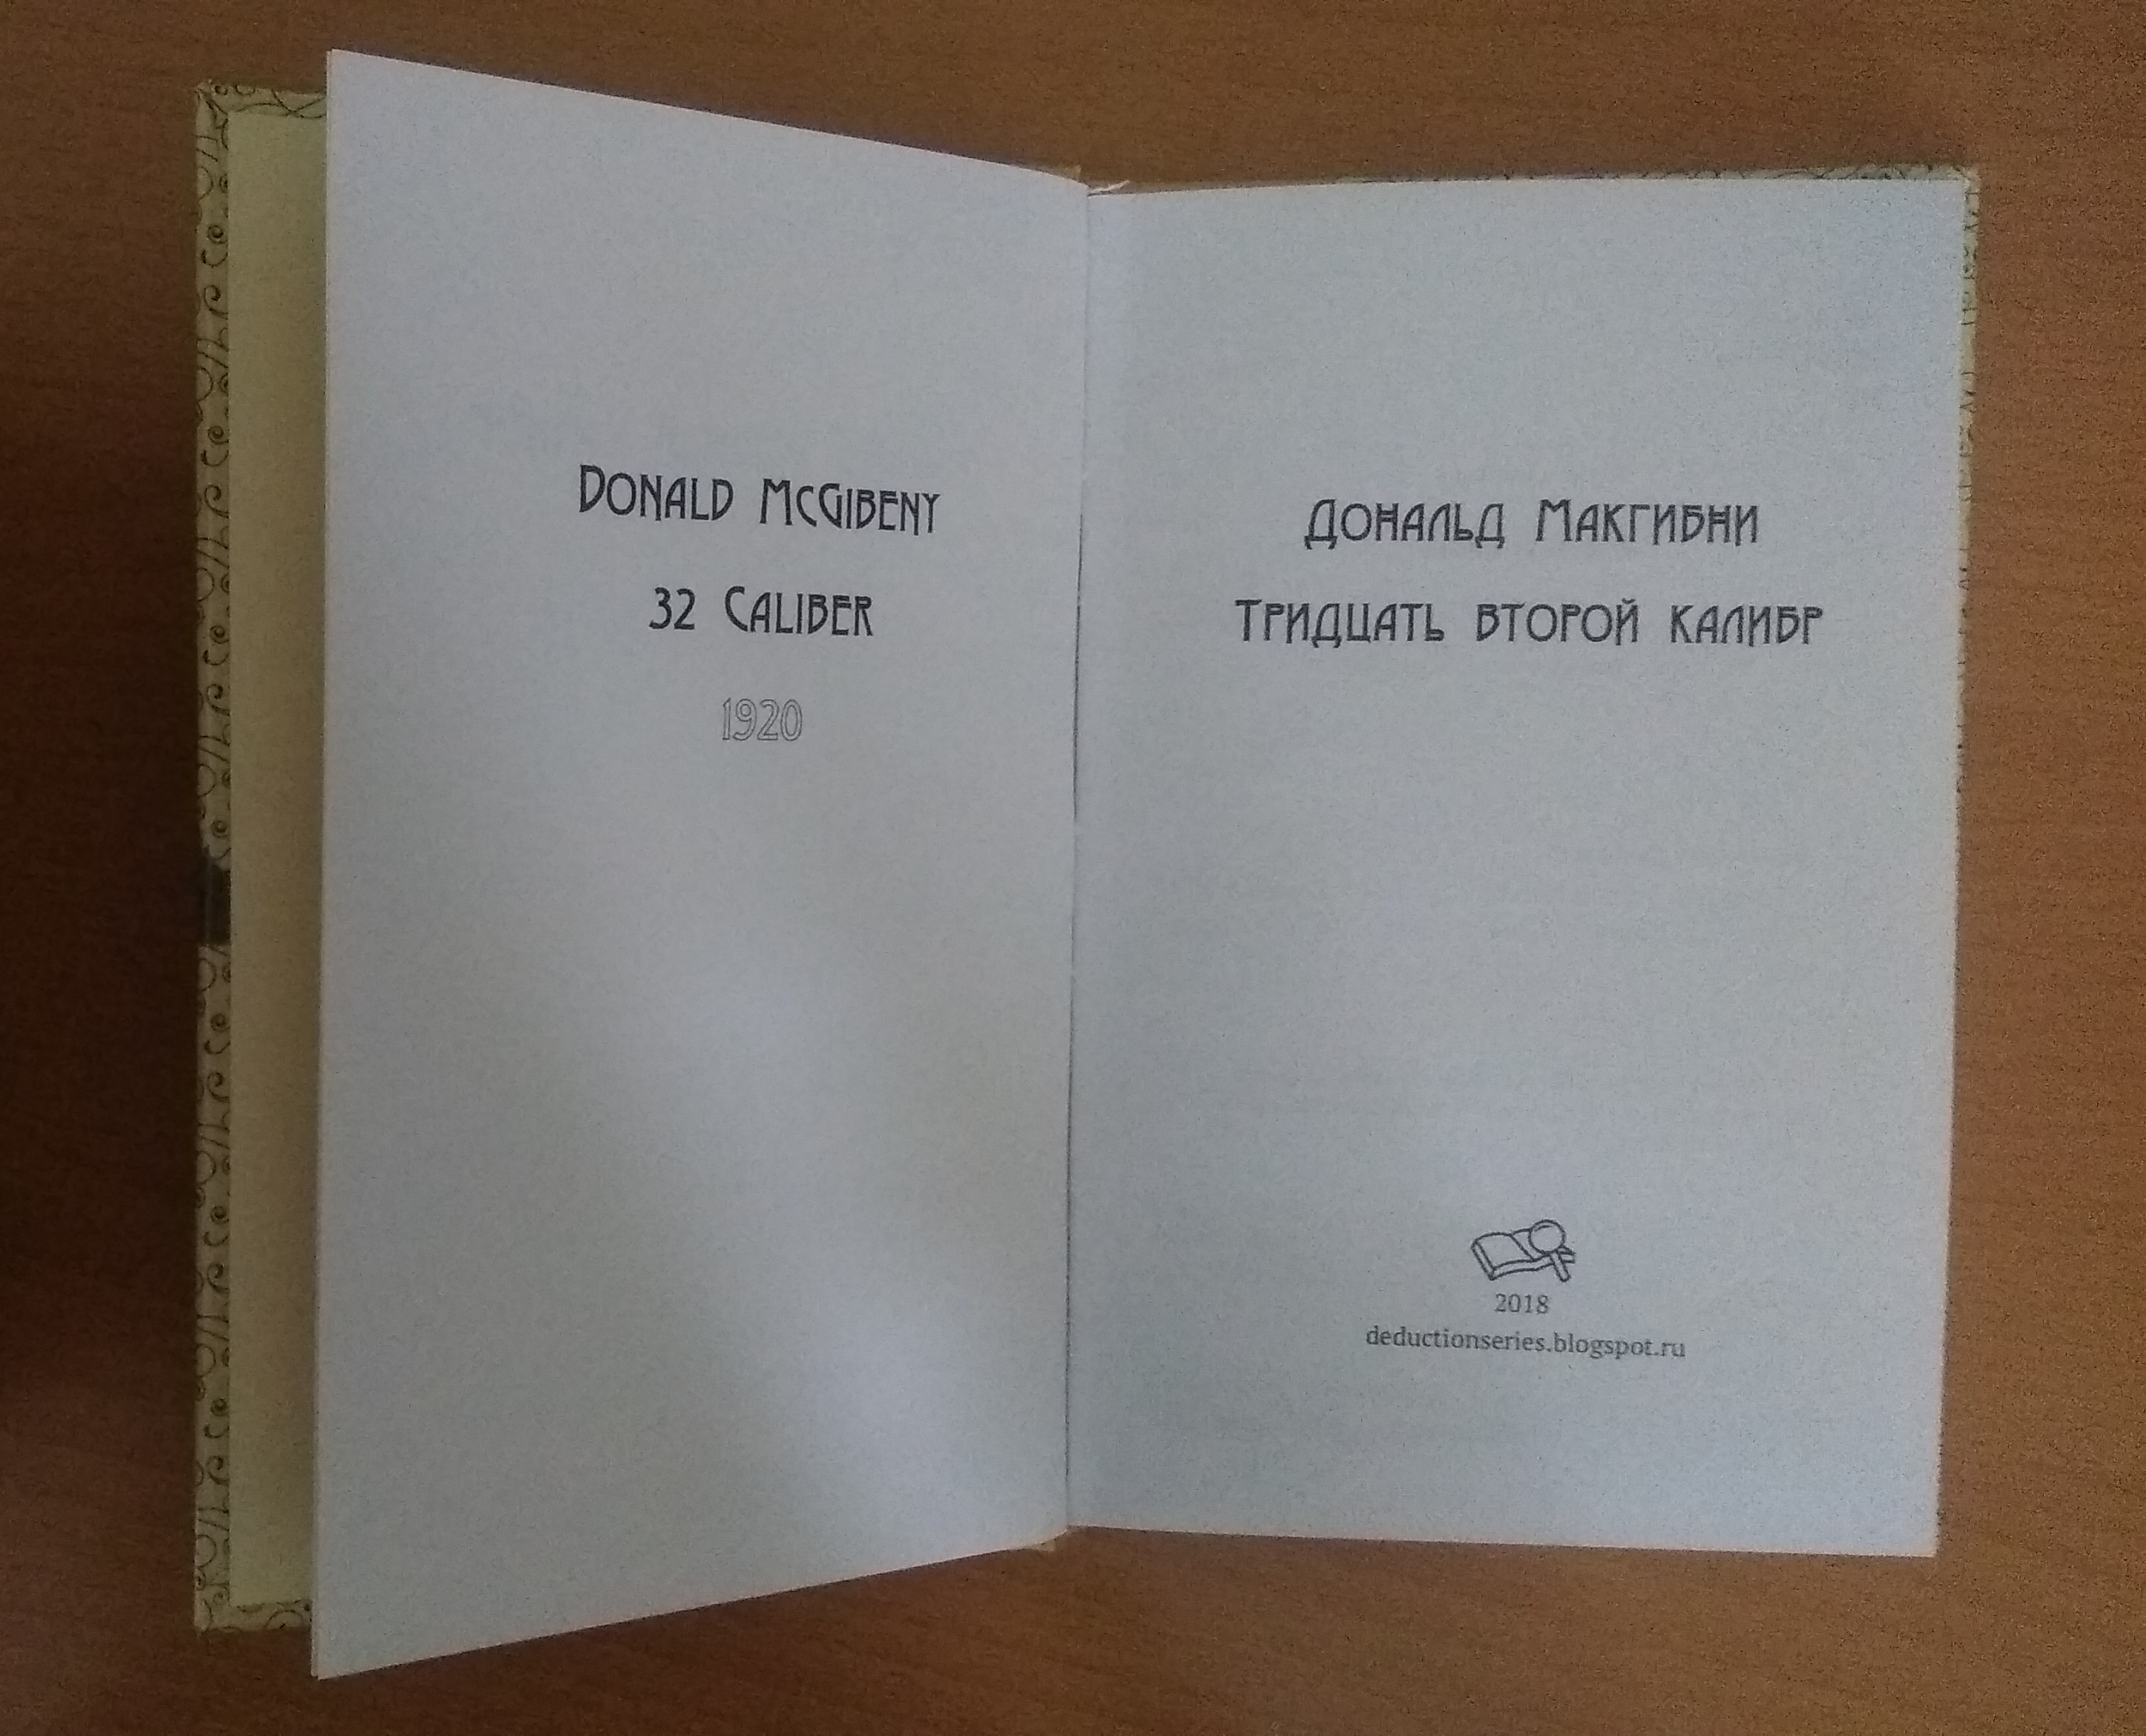 Donald McGibeny
32 Caliber
1920
Дональд Макгибни
Тридцать второй калибр
2018
deductionseries.blogspot.ru